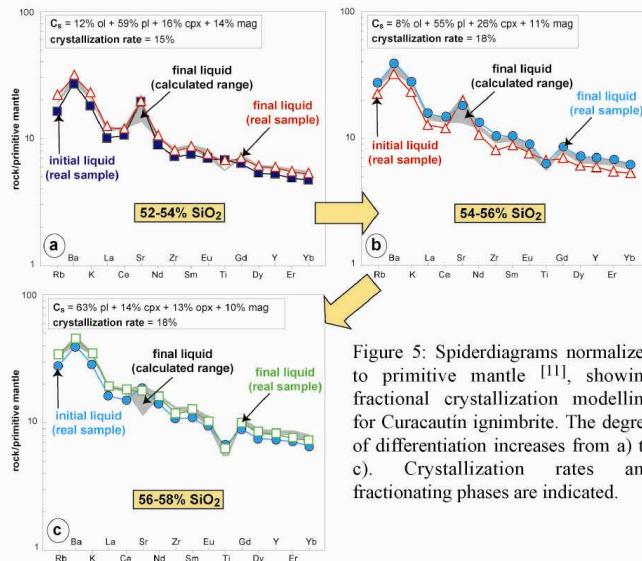 Cs = 12% ol + 59% pl + 16% cpx + 14% mag
crystallization rate = 15%
100
10
1
rock/primitive mantle
final liquid
(calculated range)
final liquid
(real sample)
initial liquid
(real sample)
52-54% SiO2
a
Ba La Sr Zr Eu Gd Y Yb
Rb K Ce Nd Sm Ti Dy Er
Cs = 8% ol + 55% pl + 26% cpx + 11% mag
crystallization rate = 18%
100
10
1
rock/primitive mantle
final liquid
(calculated range)
final liquid
(real sample)
initial liquid
(real sample)
54-56% SiO2
b
Ba La Sr Zr Eu Gd Y Yb
Rb K Ce Nd Sm Ti Dy Er
Cs = 63% pl + 14% cpx + 13% opx + 10% mag
crystallization rate = 18%
100
10
1
rock/primitive mantle
final liquid
(calculated range)
final liquid
(real sample)
initial liquid
(real sample)
56-58% SiO2
c
Ba La Sr Zr Eu Gd Y Yb
Rb K Ce Nd Sm Ti Dy Er
Figure 5: Spiderdiagrams normalize
to primitive mantle [11], showin
fractional crystallization modellin
for Curacautín ignimbrite. The degre
of differentiation increases from a) t
c). Crystallization rates an
fractionating phases are indicated.